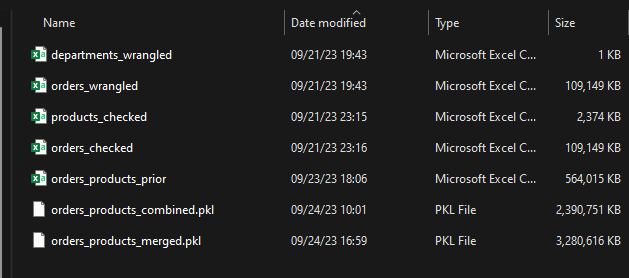 Name Date modified Type Size
departments_wrangled 09/21/23 19:43 Microsoft Excel C... 1 KB
orders_wrangled 09/21/23 19:43 Microsoft Excel C... 109,149 KB
products_checked 09/21/23 23:15 Microsoft Excel C... 2,374 KB
orders_checked 09/21/23 23:16 Microsoft Excel C... 109,149 KB
orders_products_prior 09/23/23 18:06 Microsoft Excel C... 564,015 KB
orders_products_combined.pkl 09/24/23 10:01 PKL File 2,390,751 KB
orders_products_merged.pkl 09/24/23 16:59 PKL File 3,280,616 KB